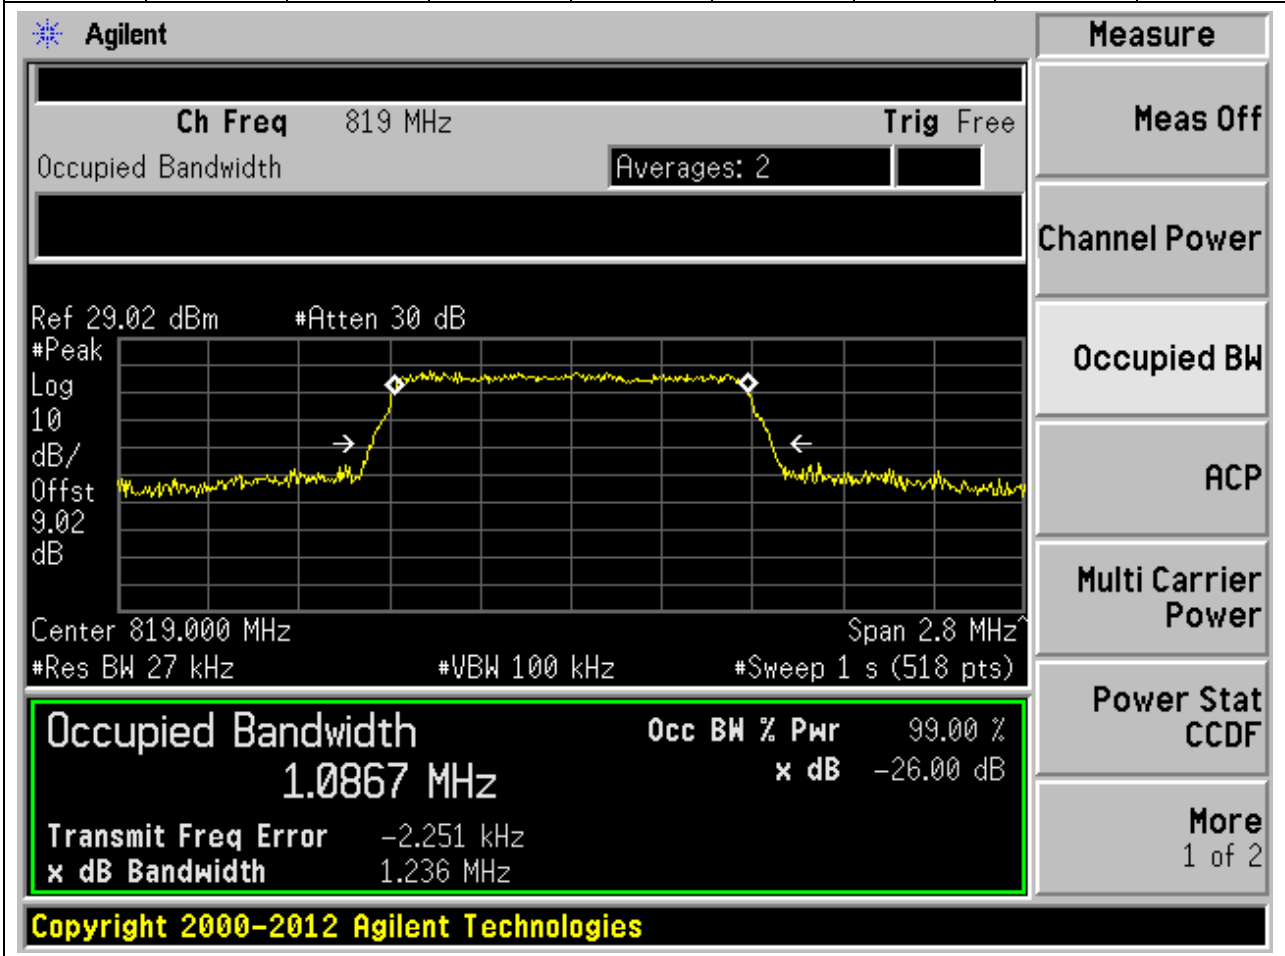 Agilent
Measure
Ch Freq 819 MHz Trig Free
Occupied Bandwidth Averages: 2
Meas Off
Channel Power
Occupied BW
ACP
Multi Carrier
Power
Power Stat
CCDF
More
1 of 2
Ref 29.02 dBm #Atten 30 dB
#Peak
Log
10
dB/
Offst
9.02
dB
Center 819.000 MHz Span 2.8 MHz^
#Res BW 27 kHz #VBW 100 kHz #Sweep 1 s (518 pts)
Occupied Bandwidth Occ BW % Pwr 99.00 %
1.0867 MHz x dB -26.00 dB
Transmit Freq Error -2.251 kHz
x dB Bandwidth 1.236 MHz
Copyright 2000-2012 Agilent Technologies